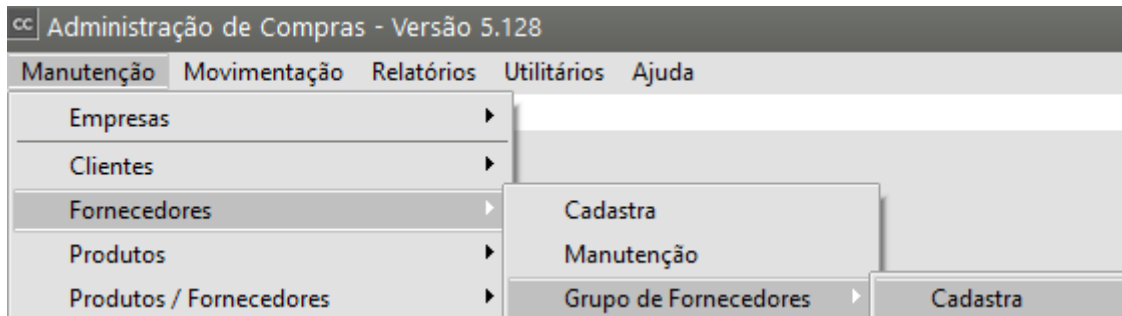 cc Administração de Compras - Versão 5.128
Manutenção Movimentação Relatórios Utilitários Ajuda
Empresas
Clientes
Fornecedores Cadastra
Produtos Manutenção
Produtos / Fornecedores Grupo de Fornecedores Cadastra